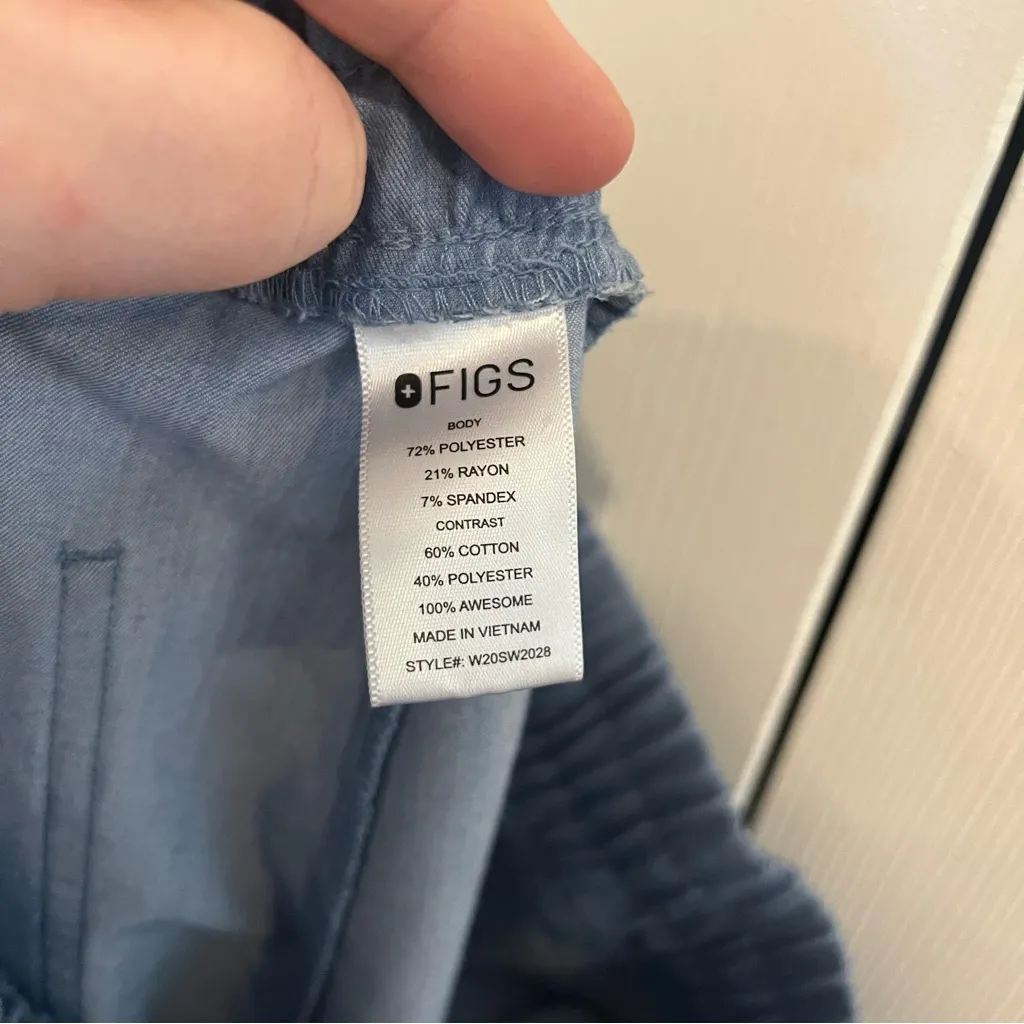 FIGS
BODY
72% POLYESTER
21% RAYON
7% SPANDEX
CONTRAST
60% COTTON
40% POLYESTER
100% AWESOME
MADE IN VIETNAM
STYLE#: W20SW2028